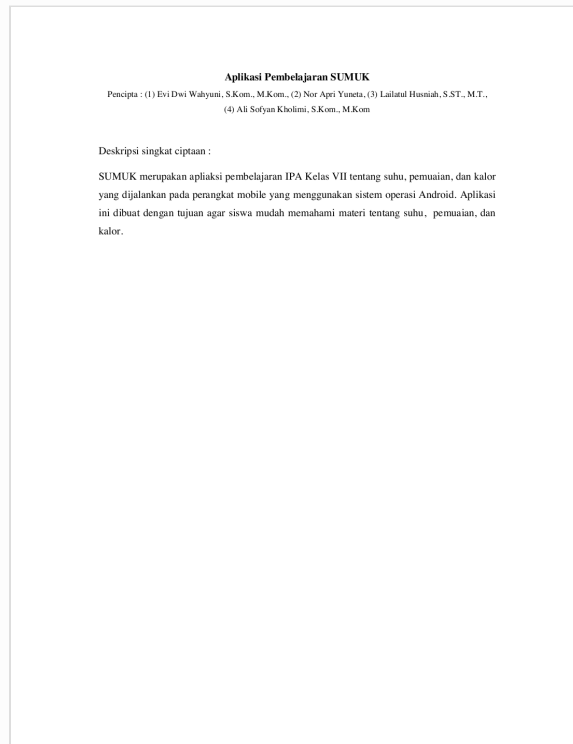 Aplikasi Pembelajaran SUMUK
Pencipta : (1) Evi Dwi Wahyuni, S.Kom., M.Kom., (2) Nor Apri Yuneta, (3) Lailatul Husniah, S.ST., M.T.,
(4) Ali Sofyan Kholimi, S.Kom., M.Kom
Deskripsi singkat ciptaan :
SUMUK merupakan apliaksi pembelajaran IPA Kelas VII tentang suhu, pemuaian, dan kalor
yang dijalankan pada perangkat mobile yang menggunakan sistem operasi Android. Aplikasi
ini dibuat dengan tujuan agar siswa mudah memahami materi tentang suhu, pemuaian, dan
kalor.